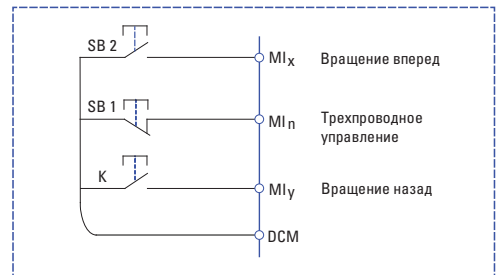 SB 2
MIx
Вращение вперед
SB 1
MIn
Трехпроводное
управление
K
MIy
Вращение назад
DCM